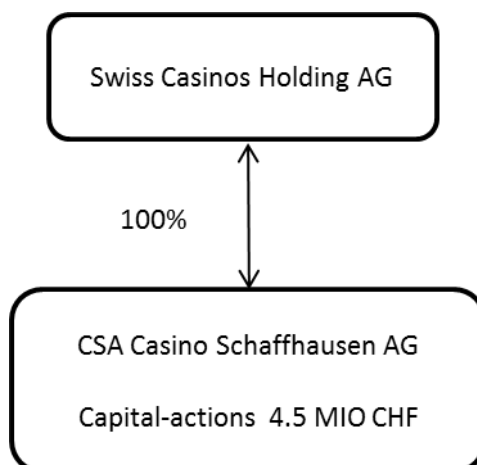 Swiss Casinos Holding AG
100%
CSA Casino Schaffhausen AG
Capital-actions 4.5 MIO CHF